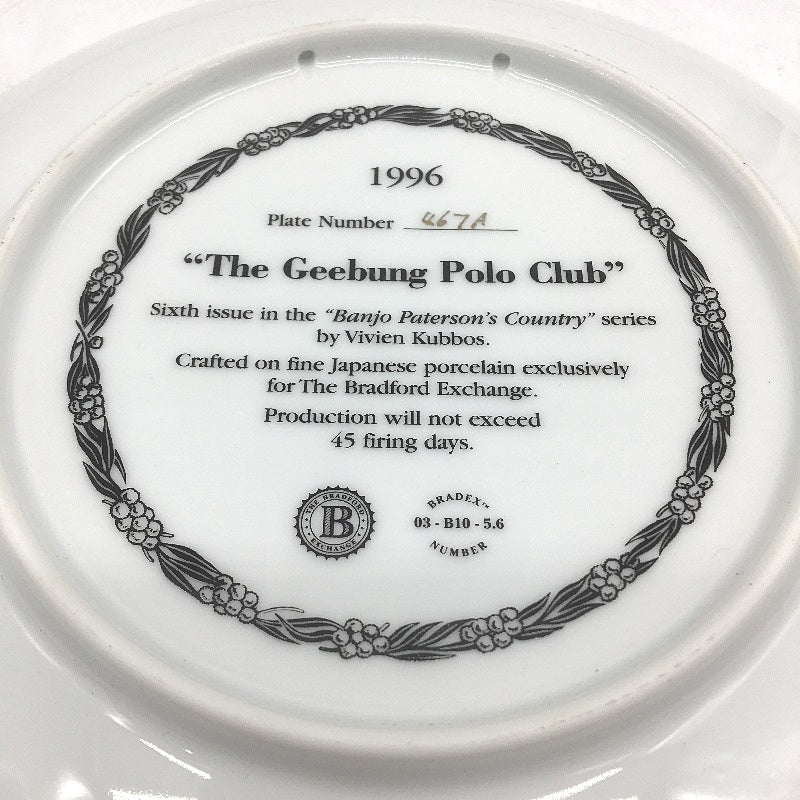 1996
Plate Number 467A
“The Geebung Polo Club”
Sixth issue in the “Banjo Paterson’s Country” series
by Vivien Kubbos.
Crafted on fine Japanese porcelain exclusively
for The Bradford Exchange.
Production will not exceed
45 firing days.
THE BRADFORD
B
EXCHANGE
BRADEX™
03 - B10 - 5.6
NUMBER